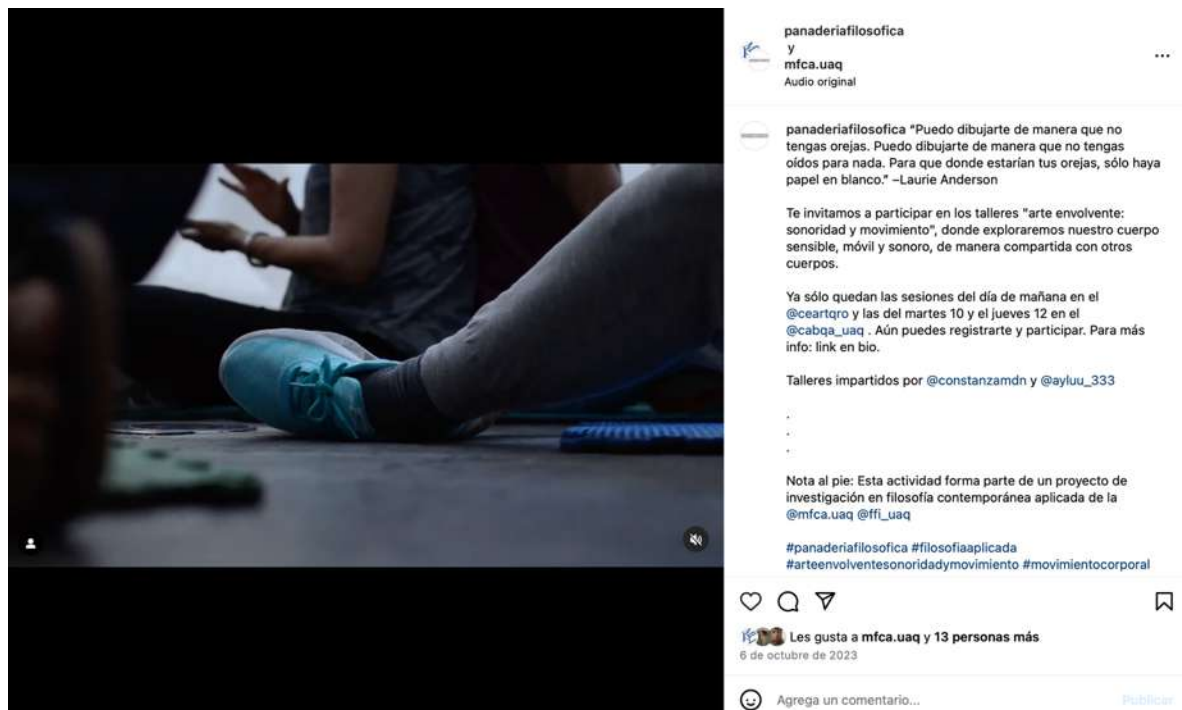 panaderiafilosofica
y
mfca.uaq
Audio original
panaderiafilosofica “Puedo dibujarte de manera que no
tengas orejas. Puedo dibujarte de manera que no tengas
oídos para nada. Para que donde estarían tus orejas, sólo haya
papel en blanco.” –Laurie Anderson
Te invitamos a participar en los talleres "arte envolvente:
sonoridad y movimiento", donde exploraremos nuestro cuerpo
sensible, móvil y sonoro, de manera compartida con otros
cuerpos.
Ya sólo quedan las sesiones del día de mañana en el
@ceartqro y las del martes 10 y el jueves 12 en el
@cabqa_uaq . Aún puedes registrarte y participar. Para más
info: link en bio.
Talleres impartidos por @constanzamdn y @ayluu_333
.
.
.
Nota al pie: Esta actividad forma parte de un proyecto de
investigación en filosofía contemporánea aplicada de la
@mfca.uaq @ffi_uaq
#panaderiafilosofica #filosofiaaplicada
#arteenvolventesonoridadymovimiento #movimientocorporal
Les gusta a mfca.uaq y 13 personas más
6 de octubre de 2023
Agrega un comentario... Publicar